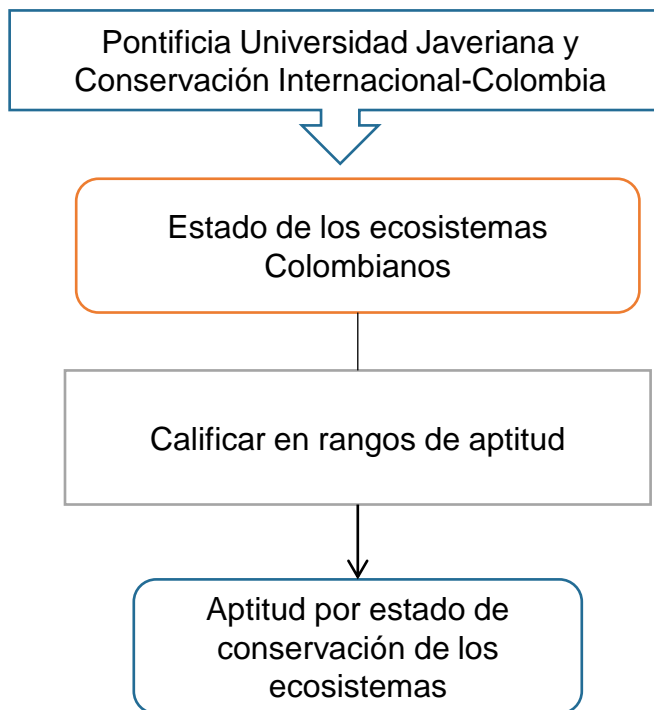 Pontificia Universidad Javeriana y
Conservación Internacional-Colombia
Estado de los ecosistemas
Colombianos
Calificar en rangos de aptitud
Aptitud por estado de
conservación de los
ecosistemas